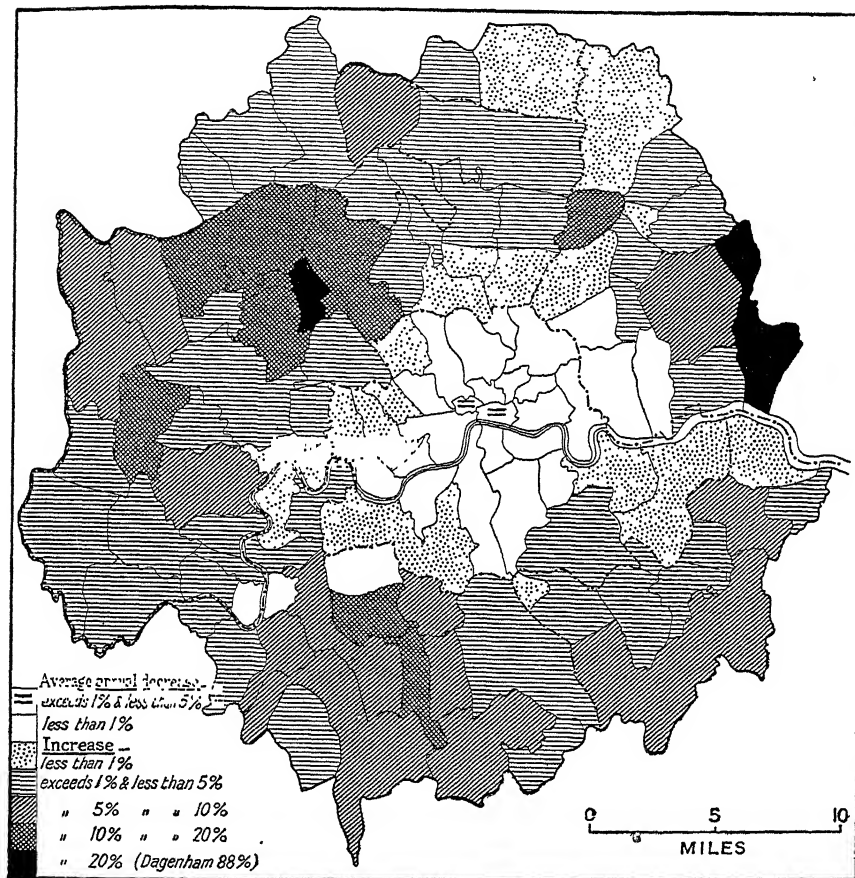 Average annual decrease
exceeds 1% & less than 5%
less than 1%
Increase
less than 1%
exceeds 1% & less than 5%
„ 5% „ „ 10%
„ 10% „ „ 20%
„ 20% (Dagenham 88%)
0 5 10
MILES